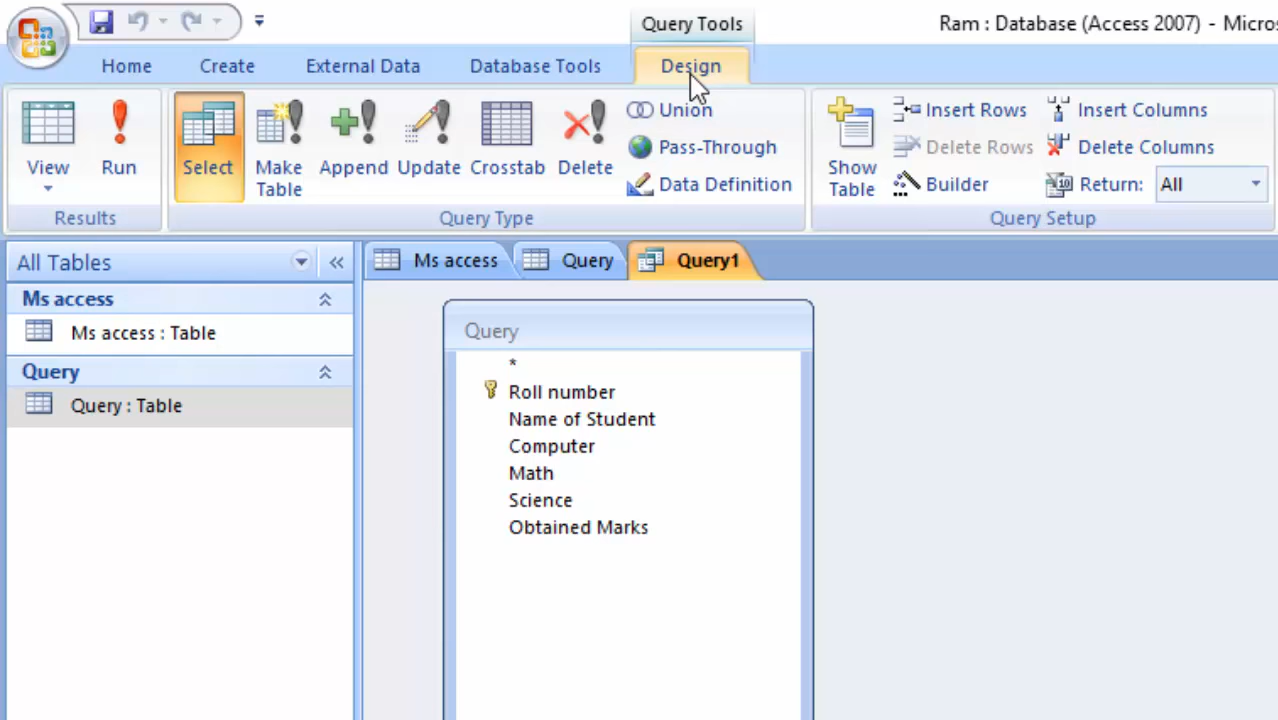 Query Tools
Ram : Database (Access 2007) - Micros
Home
Create
External Data
Database Tools
Design
View
Run
Results
Select
Make Table
Append
Update
Crosstab
Delete
Union
Pass-Through
Data Definition
Query Type
Show Table
Insert Rows
Delete Rows
Builder
Insert Columns
Delete Columns
Return: All
Query Setup
All Tables
Ms access
Ms access : Table
Query
Query : Table
Ms access
Query
Query1
Query
*
Roll number
Name of Student
Computer
Math
Science
Obtained Marks